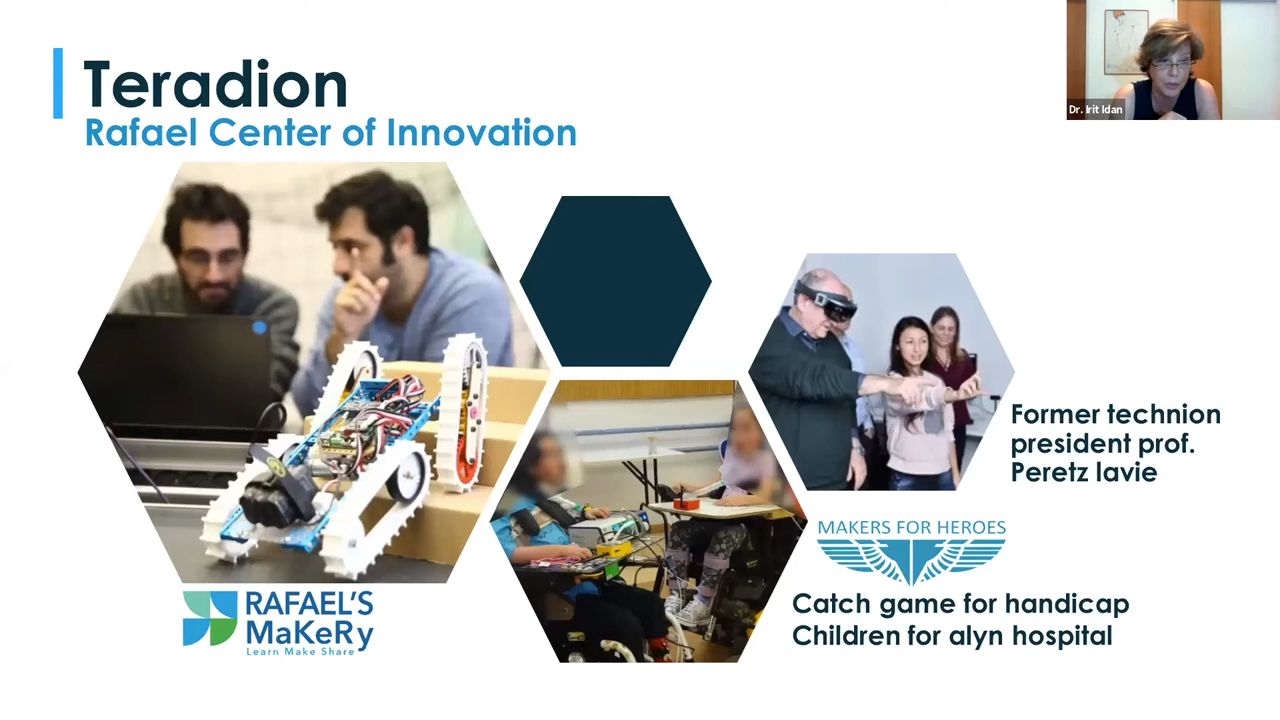 Teradion
Rafael Center of Innovation
Dr. Irit Idan
Former technion
president prof.
Peretz lavie
MAKERS FOR HEROES
Catch game for handicap
Children for alyn hospital
RAFAEL'S
MaKeRy
Learn Make Share